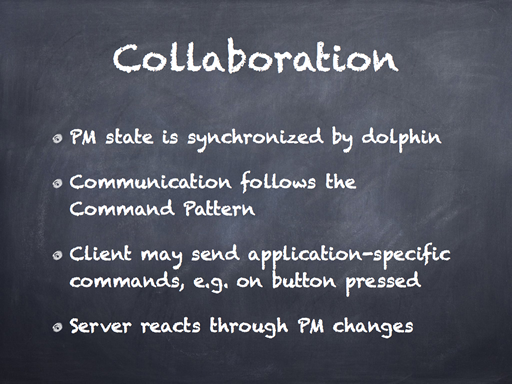 Collaboration
PM state is synchronized by dolphin
Communication follows the
Command Pattern
Client may send application-specific
commands, e.g. on button pressed
Server reacts through PM changes